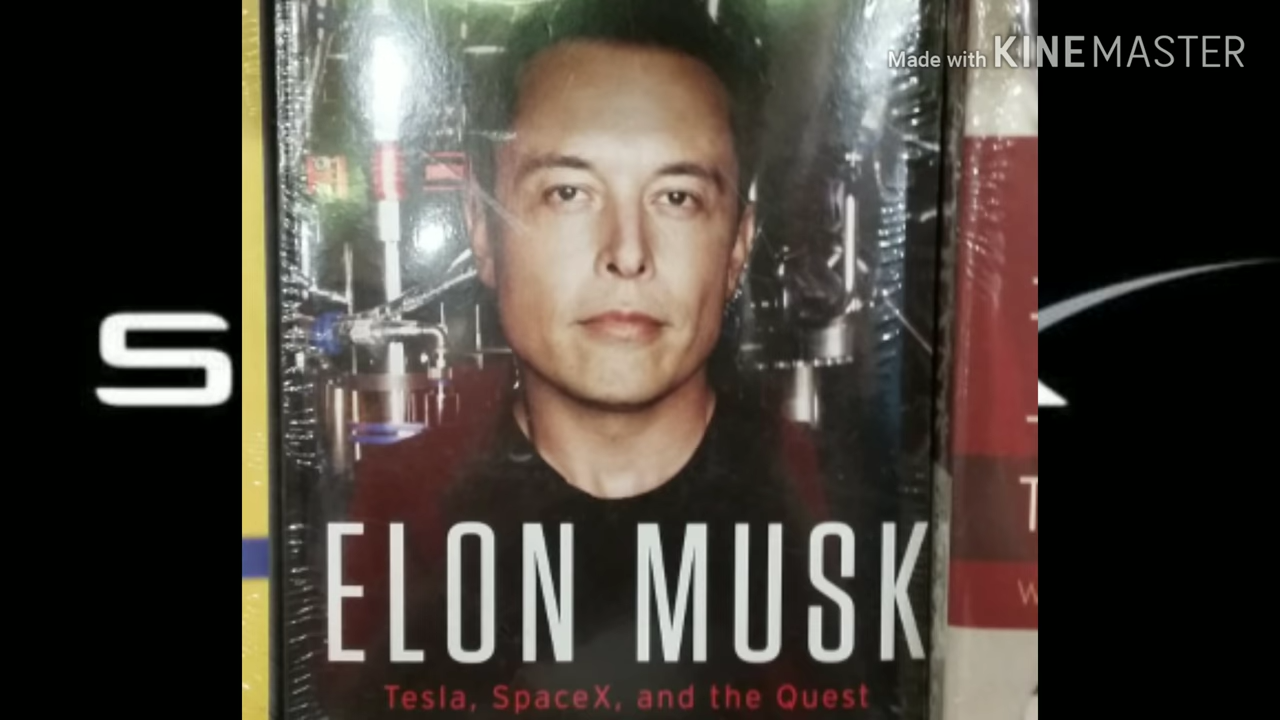 Made with KINEMASTER
S
ELON MUSK
Tesla, SpaceX, and the Quest
T
W